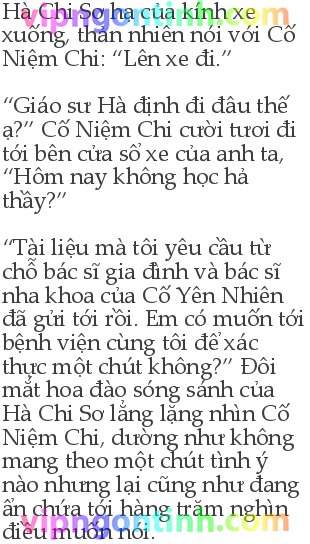 vipngontinh.com
Hà Chi Sơ hạ cửa kính xe
xuống, thản nhiên nói với Cố
Niệm Chi: “Lên xe đi.”
“Giáo sư Hà định đi đâu thế
ạ?” Cố Niệm Chi cười tươi đi
tới bên cửa sổ xe của anh ta,
“Hôm nay không học hả
thầy?”
“Tài liệu mà tôi yêu cầu từ
chỗ bác sĩ gia đình và bác sĩ
nha khoa của Cố Yên Nhiên
đã gửi tới rồi. Em có muốn tới
bệnh viện cùng tôi để xác
thực một chút không?” Đôi
mắt hoa đào sóng sánh của
Hà Chi Sơ lẳng lặng nhìn Cố
Niệm Chi, dường như không
mang theo một chút tình ý
nào nhưng lại cũng như đang
ẩn chứa tới hàng trăm nghìn
điều muốn nói.
vipngontinh.com